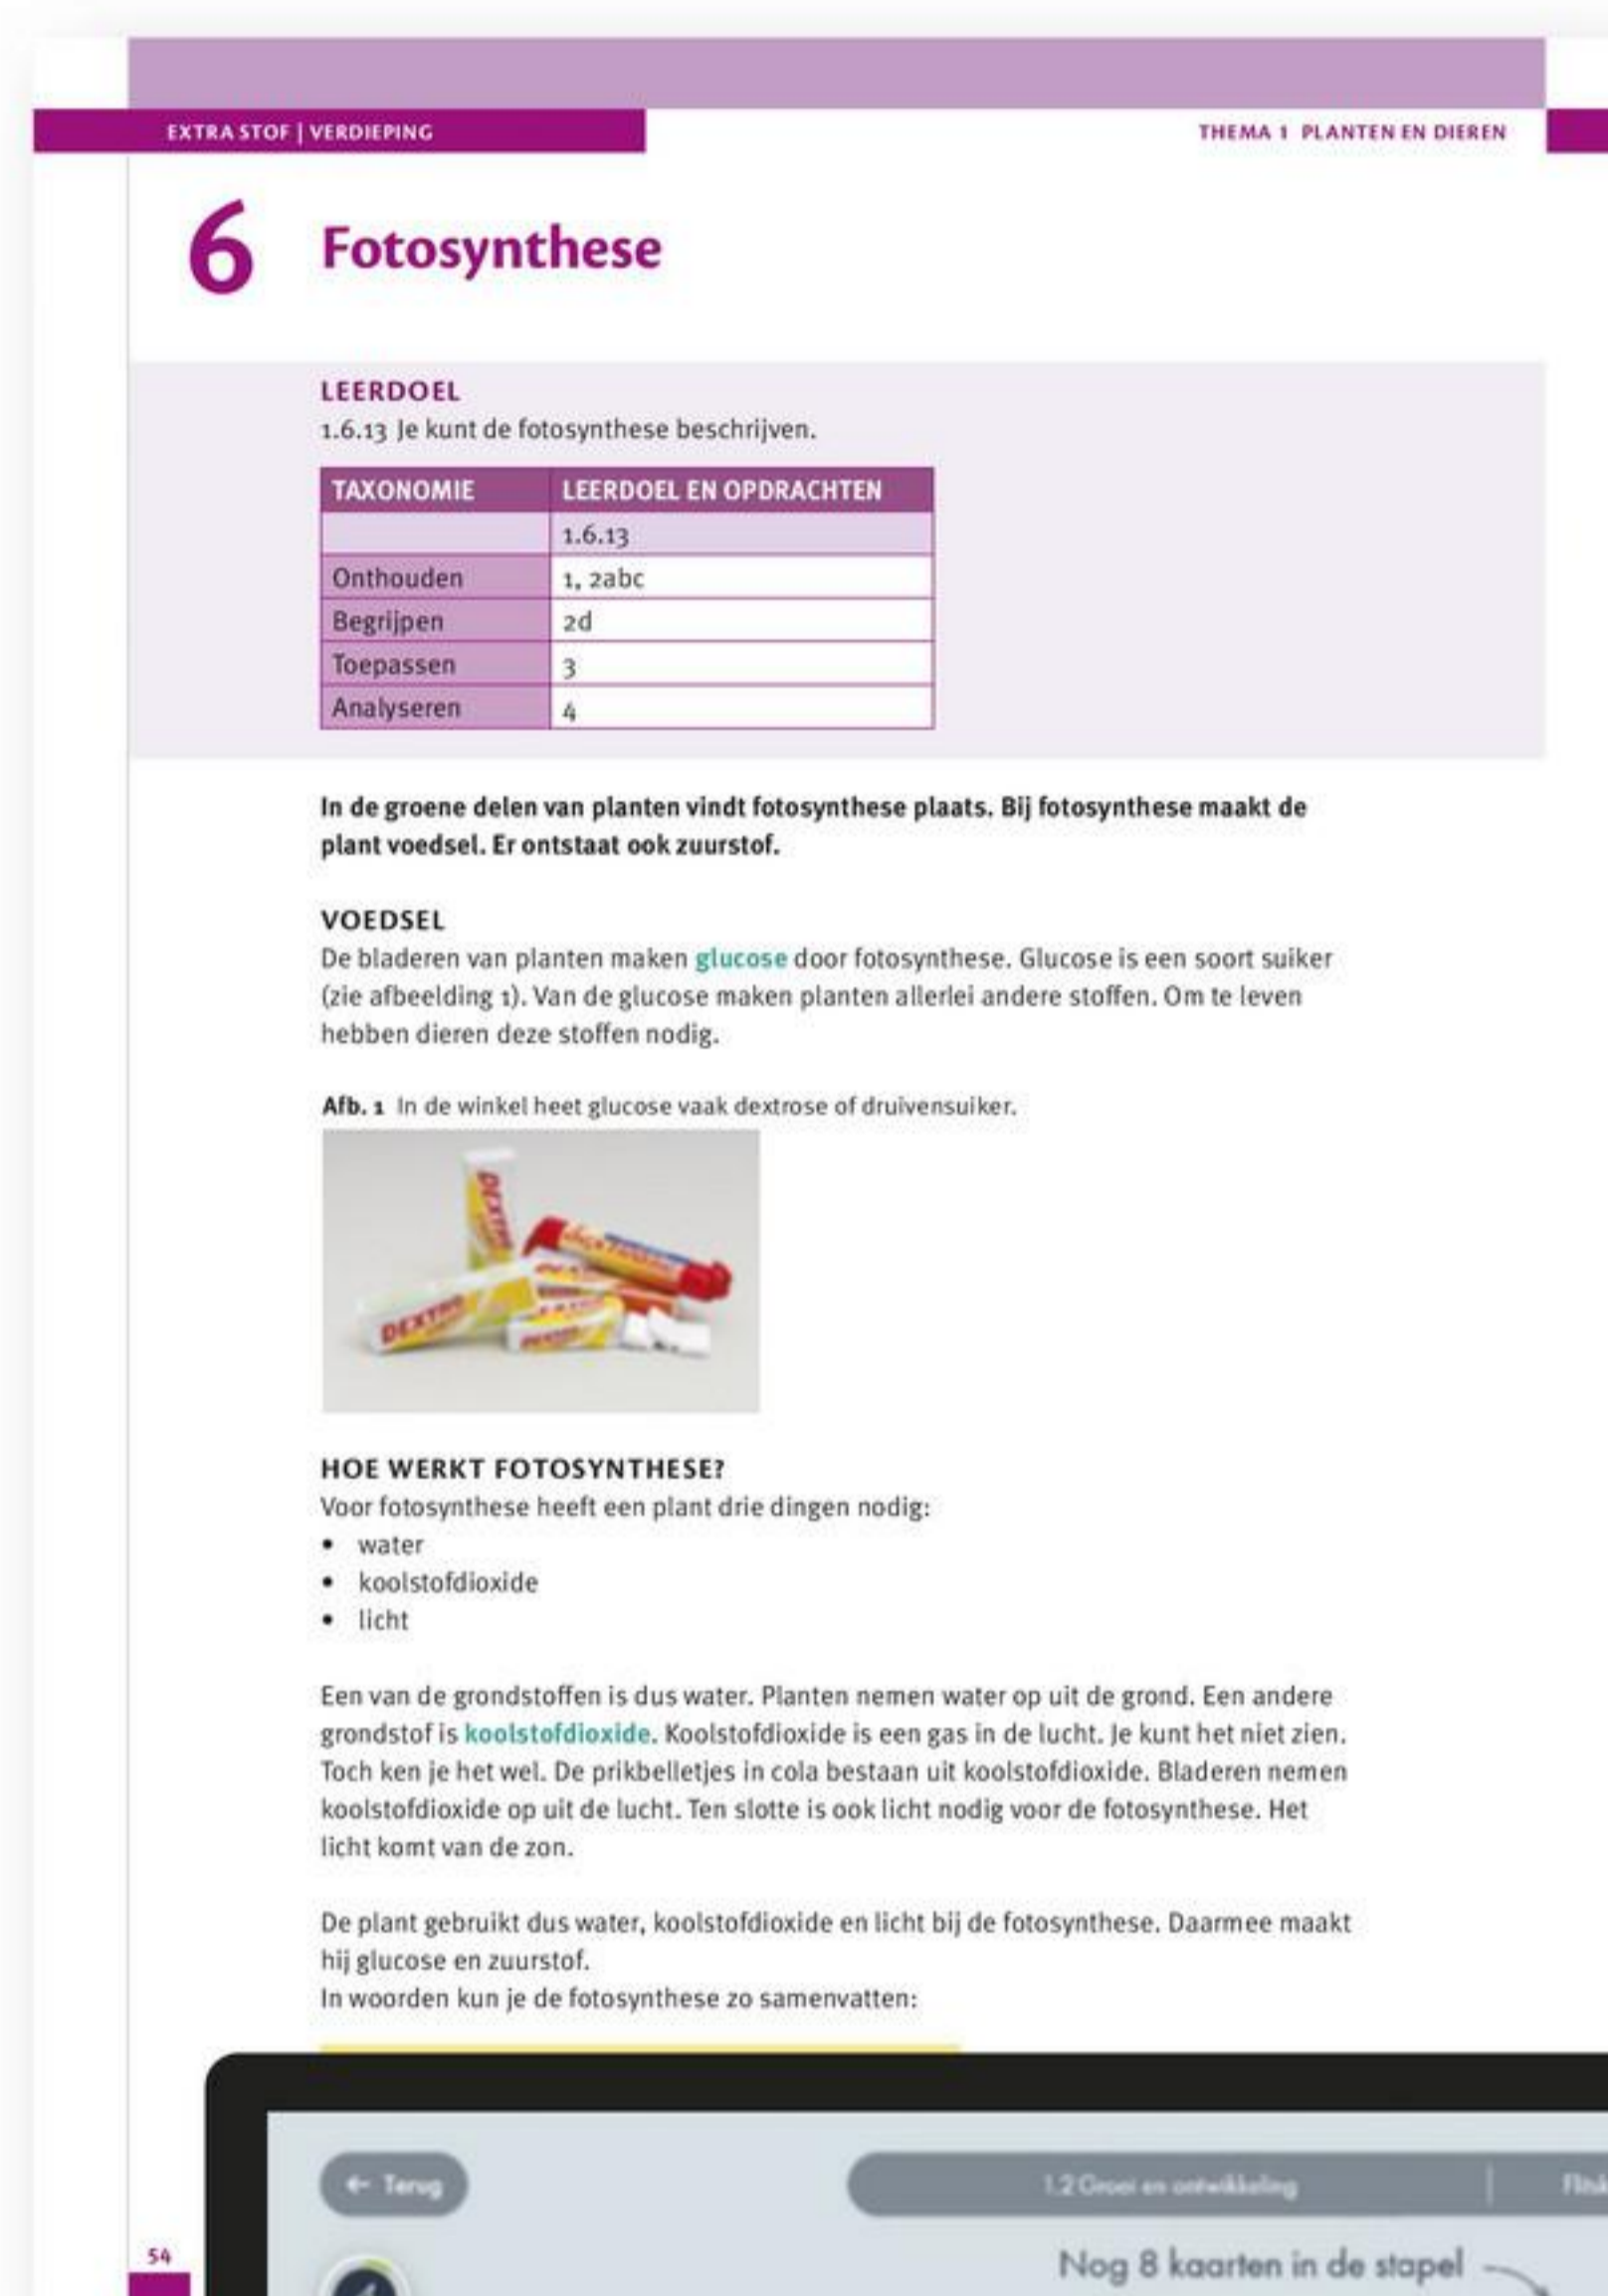 EXTRA STOF | VERDIEPING
THEMA 1 PLANTEN EN DIEREN
6 Fotosynthese
LEERDOEL
1.6.13 Je kunt de fotosynthese beschrijven.
TAXONOMIE LEERDOEL EN OPDRACHTEN
1.6.13
Onthouden 1, 2abc
Begrijpen 2d
Toepassen 3
Analyseren 4
In de groene delen van planten vindt fotosynthese plaats. Bij fotosynthese maakt de
plant voedsel. Er ontstaat ook zuurstof.
VOEDSEL
De bladeren van planten maken glucose door fotosynthese. Glucose is een soort suiker
(zie afbeelding 1). Van de glucose maken planten allerlei andere stoffen. Om te leven
hebben dieren deze stoffen nodig.
Afb. 1 In de winkel heet glucose vaak dextrose of druivensuiker.
DEXTRO
DEXTRO
HOE WERKT FOTOSYNTHESE?
Voor fotosynthese heeft een plant drie dingen nodig:
• water
• koolstofdioxide
• licht
Een van de grondstoffen is dus water. Planten nemen water op uit de grond. Een andere
grondstof is koolstofdioxide. Koolstofdioxide is een gas in de lucht. Je kunt het niet zien.
Toch ken je het wel. De prikbelletjes in cola bestaan uit koolstofdioxide. Bladeren nemen
koolstofdioxide op uit de lucht. Ten slotte is ook licht nodig voor de fotosynthese. Het
licht komt van de zon.
De plant gebruikt dus water, koolstofdioxide en licht bij de fotosynthese. Daarmee maakt
hij glucose en zuurstof.
In woorden kun je de fotosynthese zo samenvatten:
← Terug
1.2 Groei en ontwikkeling
Nog 8 kaarten in de stapel
54